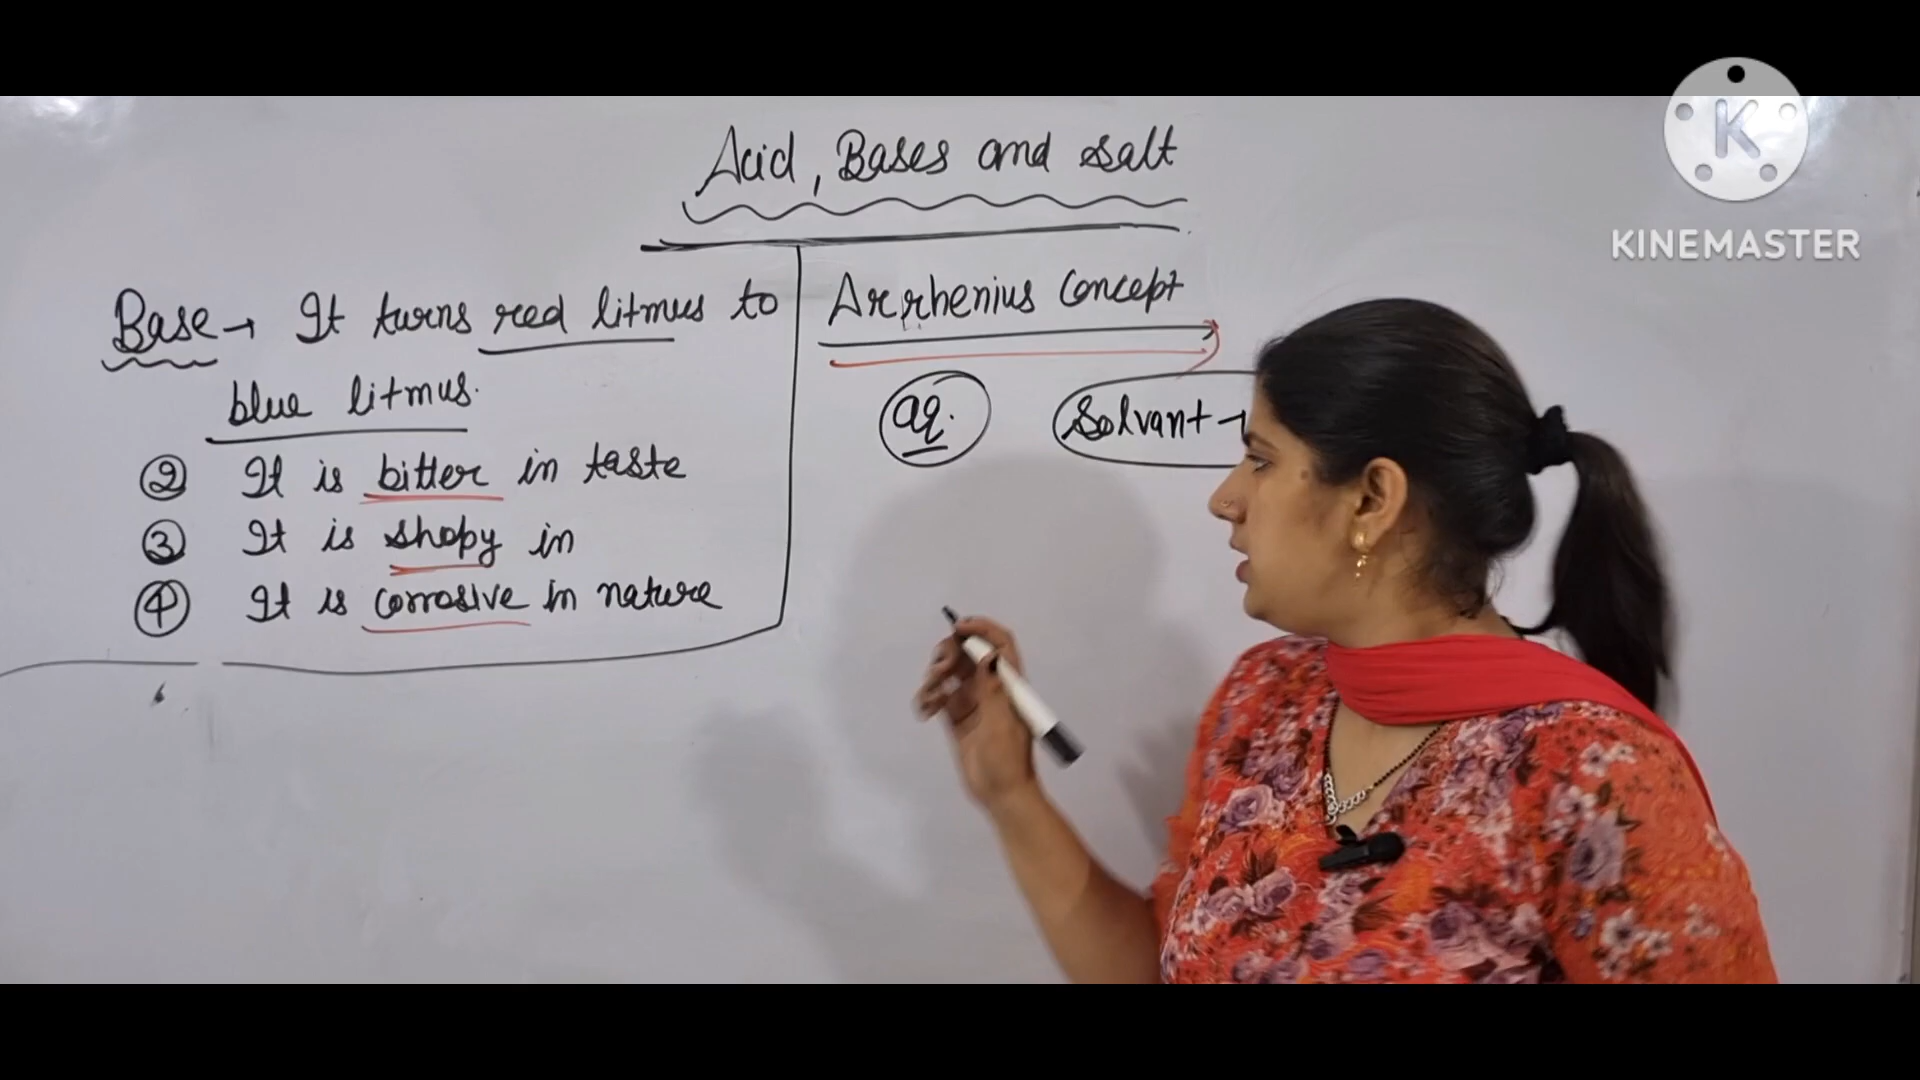 Acid, Bases and salt
Base → It turns red litmus to
blue litmus.
② It is bitter in taste
③ It is shopy in
④ It is corrosive in nature
Arrhenius Concept
aq.
Solvant →
K
KINEMASTER